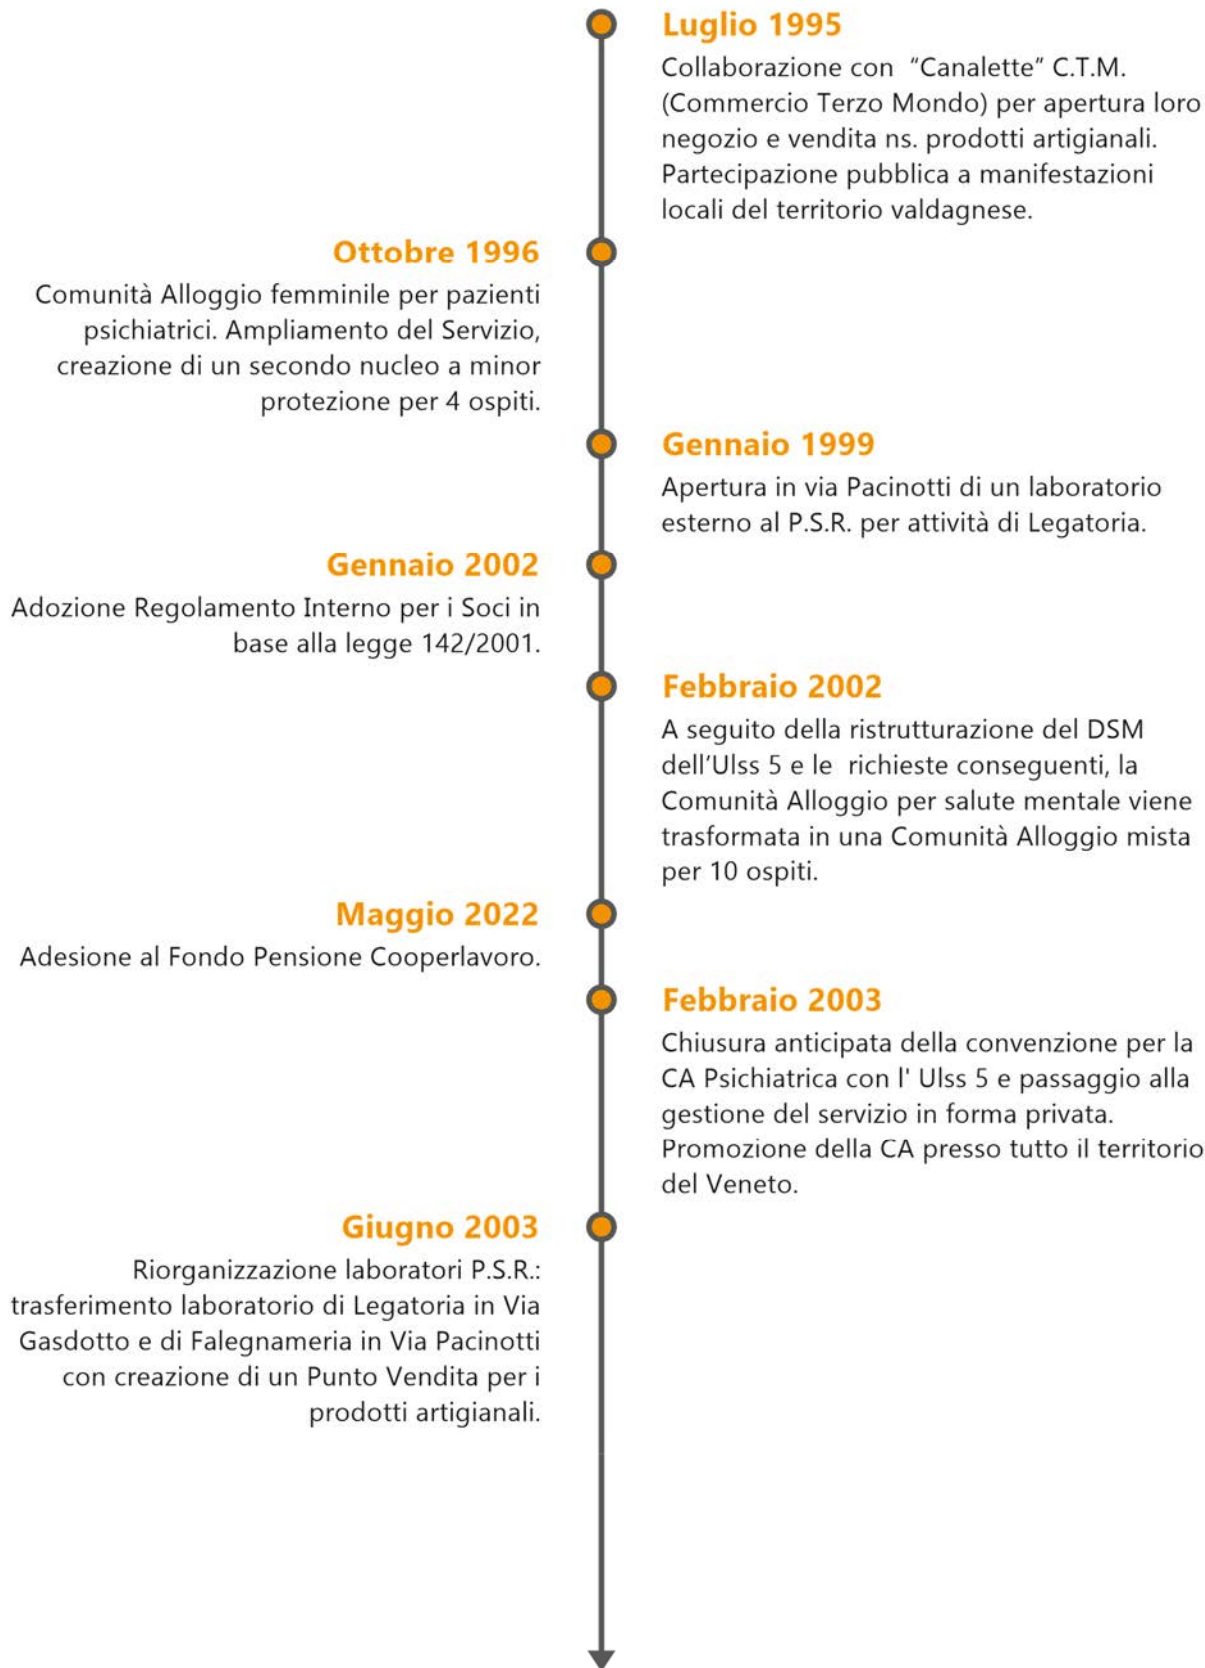 Luglio 1995
Collaborazione con  “Canalette” C.T.M.
(Commercio Terzo Mondo) per apertura loro
negozio e vendita ns. prodotti artigianali.
Partecipazione pubblica a manifestazioni
locali del territorio valdagnese.
Ottobre 1996
Comunità Alloggio femminile per pazienti
psichiatrici. Ampliamento del Servizio,
creazione di un secondo nucleo a minor
protezione per 4 ospiti.
Gennaio 1999
Apertura in via Pacinotti di un laboratorio
esterno al P.S.R. per attività di Legatoria.
Gennaio 2002
Adozione Regolamento Interno per i Soci in
base alla legge 142/2001.
Febbraio 2002
A seguito della ristrutturazione del DSM
dell’Ulss 5 e le  richieste conseguenti, la
Comunità Alloggio per salute mentale viene
trasformata in una Comunità Alloggio mista
per 10 ospiti.
Maggio 2022
Adesione al Fondo Pensione Cooperlavoro.
Febbraio 2003
Chiusura anticipata della convenzione per la
CA Psichiatrica con l' Ulss 5 e passaggio alla
gestione del servizio in forma privata.
Promozione della CA presso tutto il territorio
del Veneto.
Giugno 2003
Riorganizzazione laboratori P.S.R.:
trasferimento laboratorio di Legatoria in Via
Gasdotto e di Falegnameria in Via Pacinotti
con creazione di un Punto Vendita per i
prodotti artigianali.